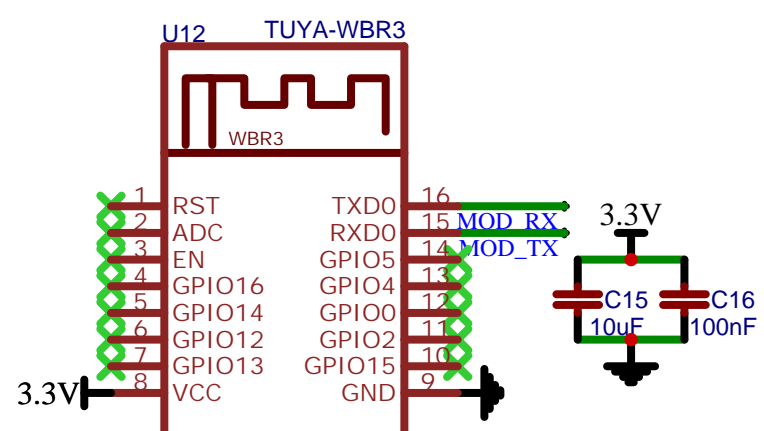 U12 TUYA-WBR3
WBR3
1 RST TXD0 16
MOD_RX
2 ADC RXD0 15
MOD_TX
3 EN GPIO5 14
4 GPIO16 GPIO4 13
5 GPIO14 GPIO0 12
6 GPIO12 GPIO2 11
7 GPIO13 GPIO15 10
8 VCC GND 9
3.3V
3.3V
C15
10uF
C16
100nF